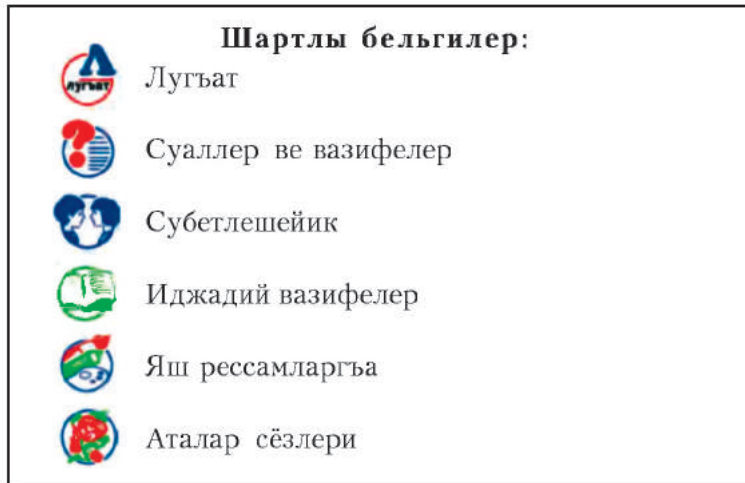 Шартлы бельгилер:
Л
лугъат
Лугъат
?
Суаллер ве вазифелер
Субетлешейик
Иджадий вазифелер
Яш рессамларгъа
Аталар сёзлери